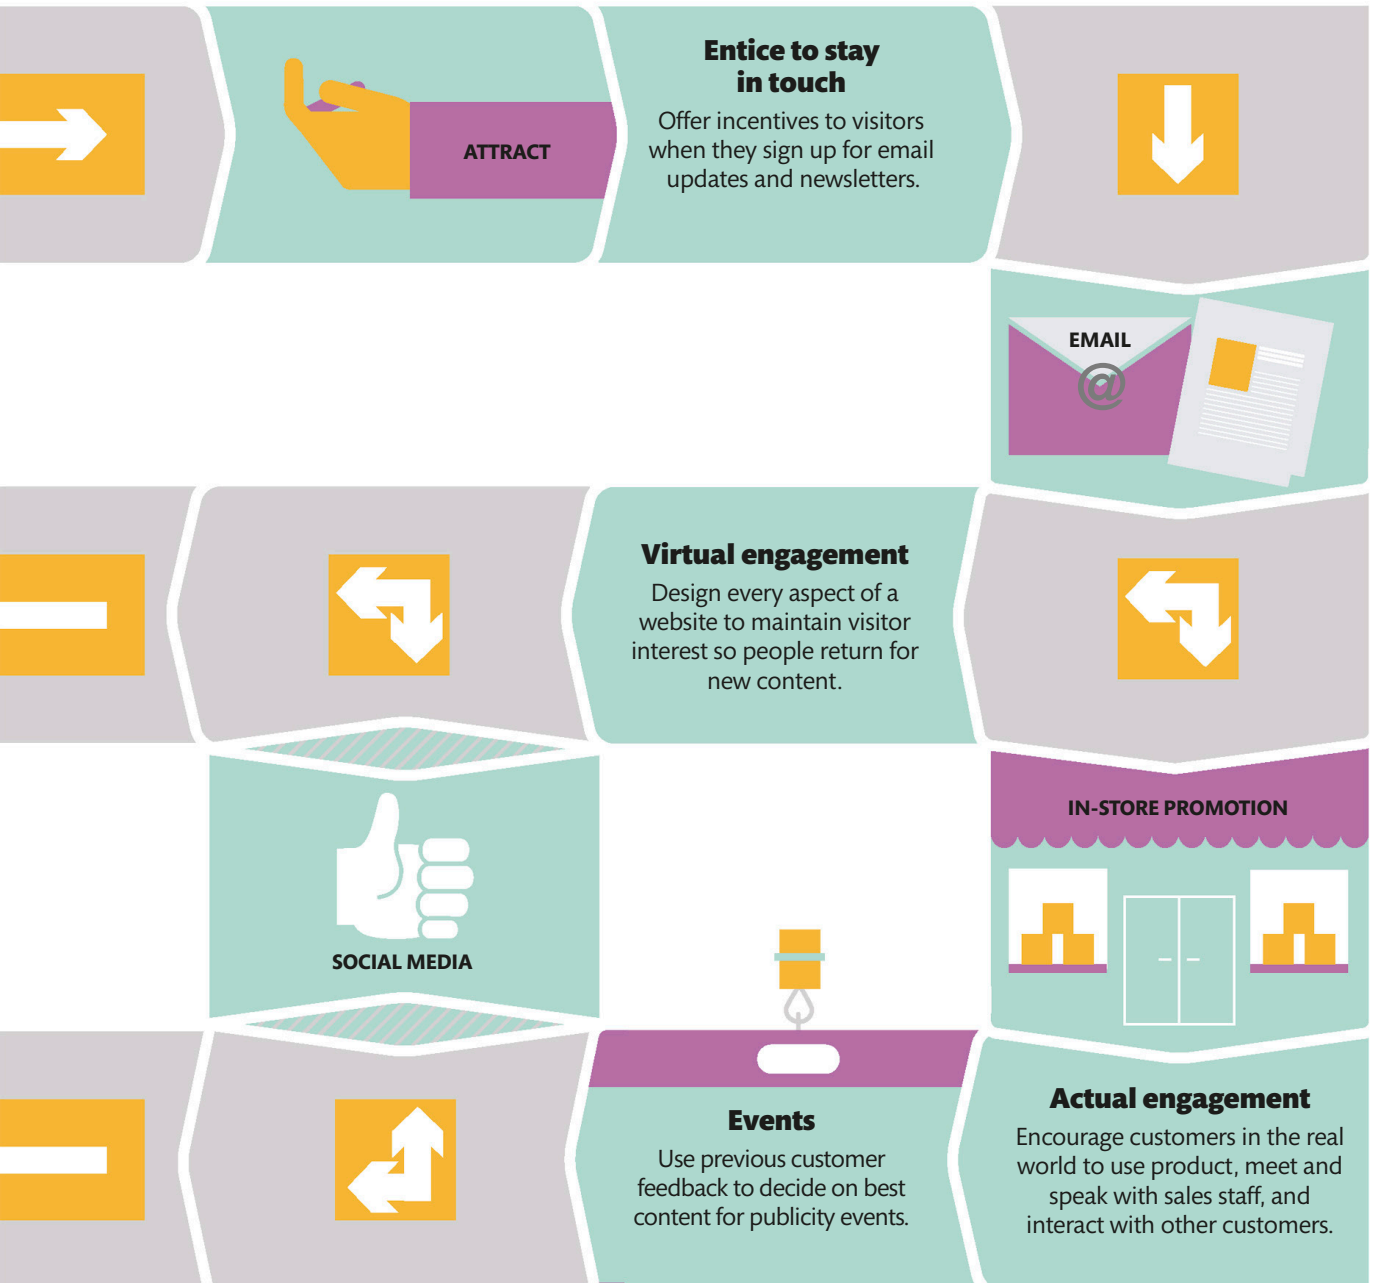 ATTRACT
Entice to stay
in touch
Offer incentives to visitors
when they sign up for email
updates and newsletters.
EMAIL
@
Virtual engagement
Design every aspect of a
website to maintain visitor
interest so people return for
new content.
SOCIAL MEDIA
IN-STORE PROMOTION
Events
Use previous customer
feedback to decide on best
content for publicity events.
Actual engagement
Encourage customers in the real
world to use product, meet and
speak with sales staff, and
interact with other customers.